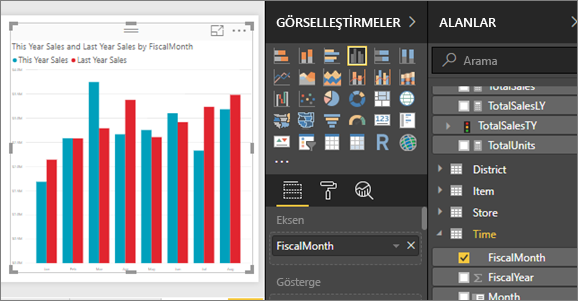 This Year Sales and Last Year Sales by FiscalMonth
This Year Sales Last Year Sales
GÖRSELLEŞTİRMELER
R
123
Eksen
FiscalMonth
Gösterge
ALANLAR
Arama
TotalSales
TotalSalesLY
TotalSalesTY
TotalUnits
District
Item
Store
Time
FiscalMonth
FiscalYear
Month